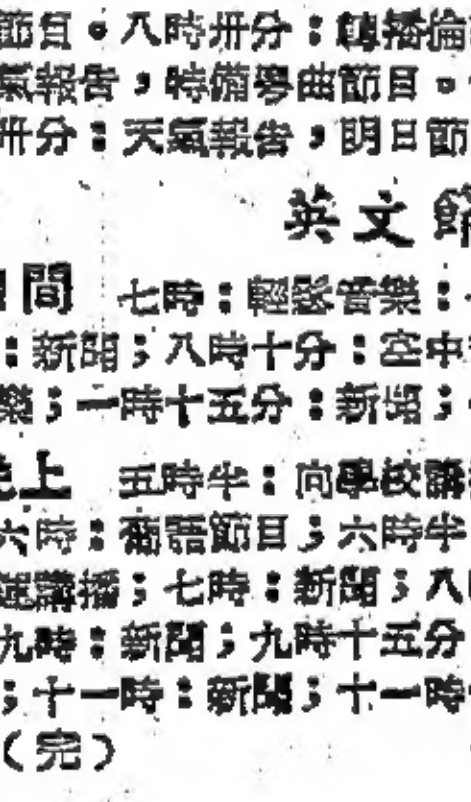 節目。八時卅分：轉播倫
氣報告，時備粵曲節目。
卅分：天氣報告，明日節
英文節
日間　七時：輕鬆音樂：
：新聞；八時十分：空中
樂；一時十五分：新聞；
晚上　五時半：向學校講
六時：葡語節目；六時半
講播；七時：新聞；八
九時：新聞；九時十五分
；十一時：新聞；十一時
（完）